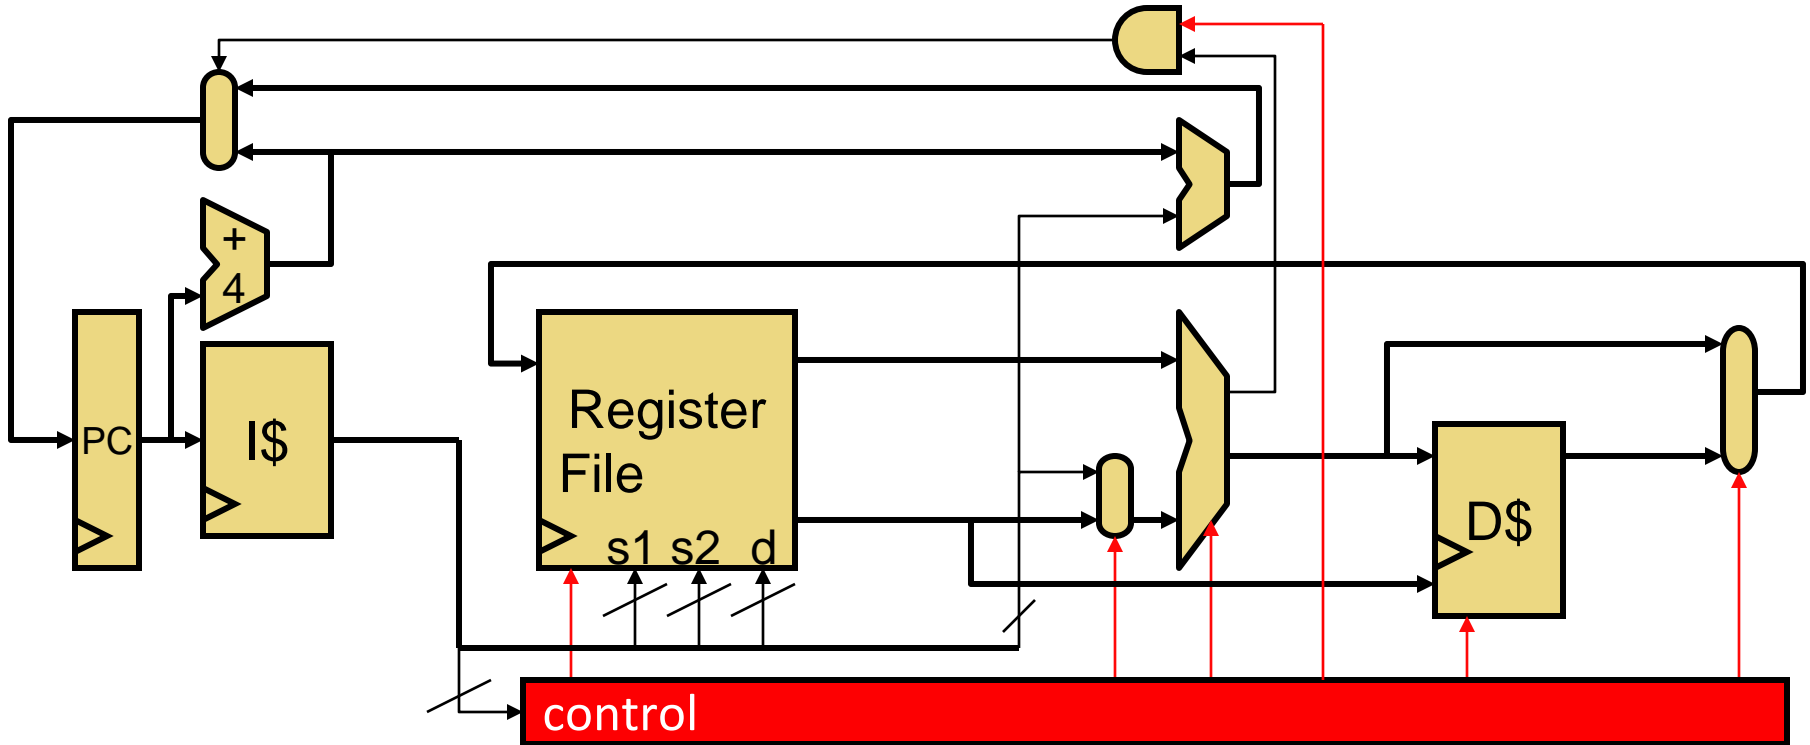 +
4
PC
I$
Register
File
s1 s2 d
D$
control